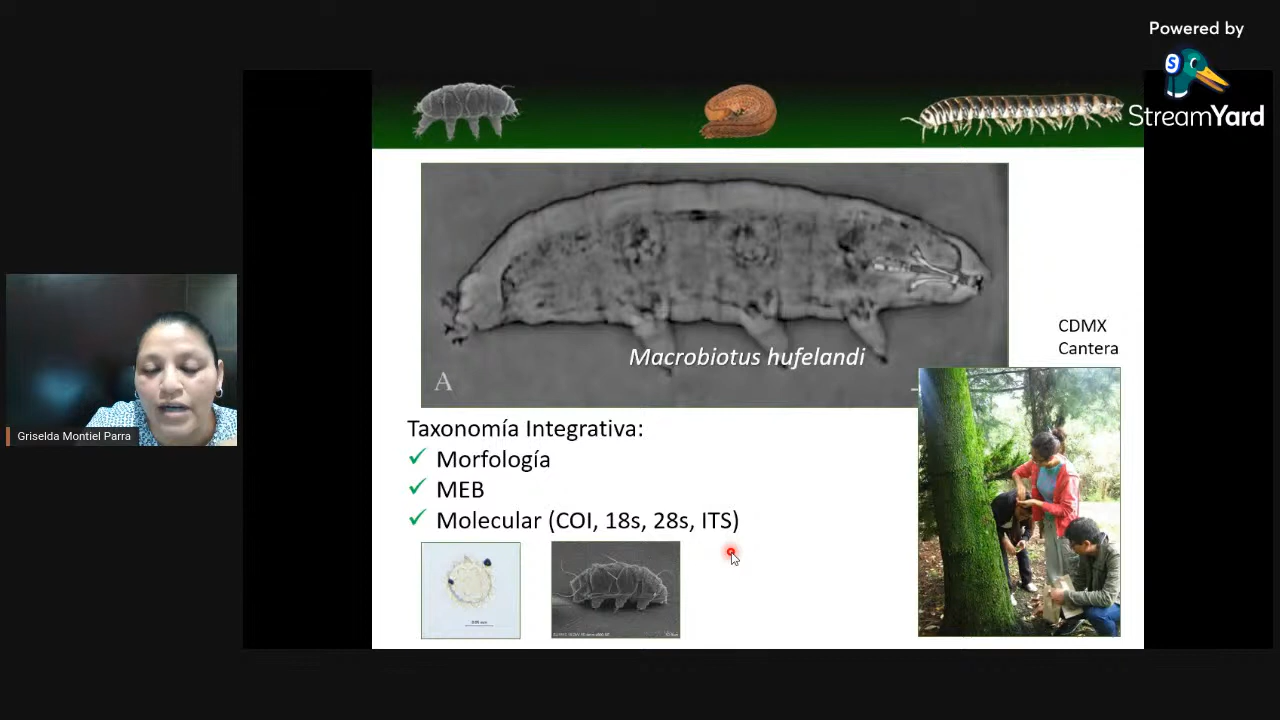 Powered by
StreamYard
Macrobiotus hufelandi
A
CDMX
Cantera
Taxonomía Integrativa:
✓ Morfología
✓ MEB
✓ Molecular (COI, 18s, 28s, ITS)
Griselda Montiel Parra